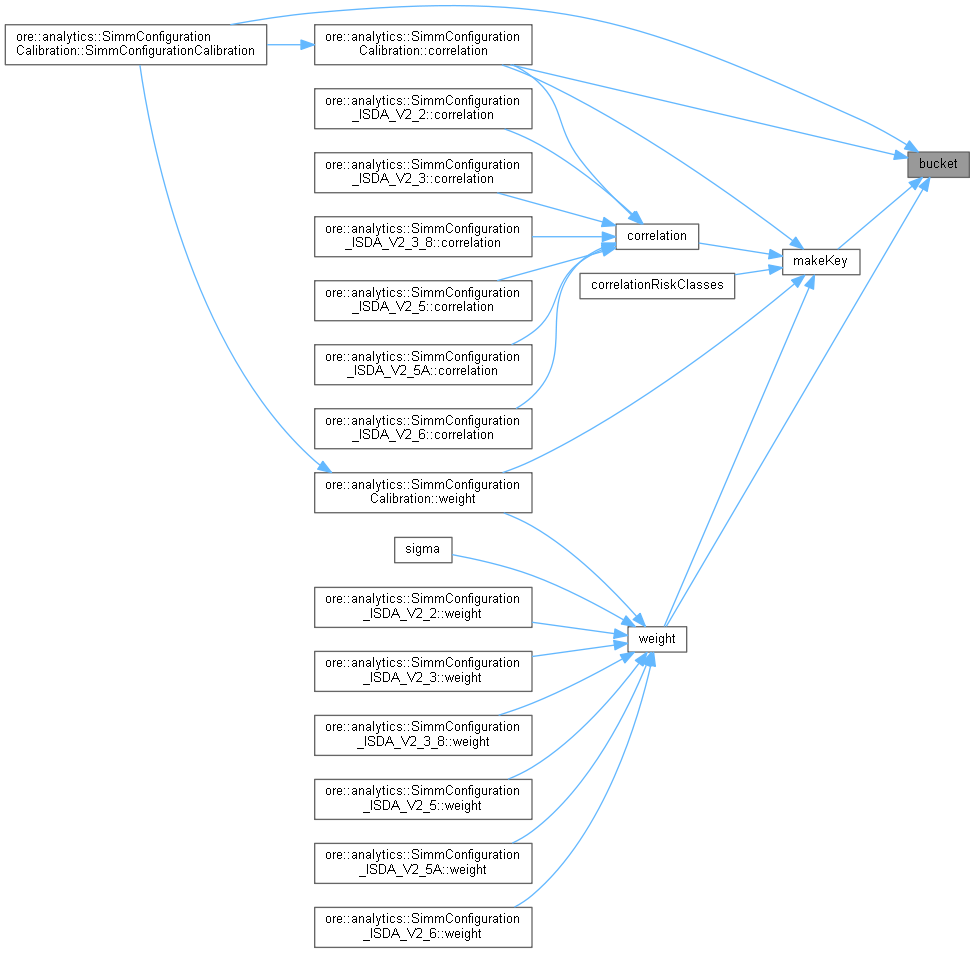 ore::analytics::SimmConfiguration
Calibration::SimmConfigurationCalibration
ore::analytics::SimmConfiguration
Calibration::correlation
ore::analytics::SimmConfiguration
_ISDA_V2_2::correlation
ore::analytics::SimmConfiguration
_ISDA_V2_3::correlation
ore::analytics::SimmConfiguration
_ISDA_V2_3_8::correlation
ore::analytics::SimmConfiguration
_ISDA_V2_5::correlation
ore::analytics::SimmConfiguration
_ISDA_V2_5A::correlation
ore::analytics::SimmConfiguration
_ISDA_V2_6::correlation
ore::analytics::SimmConfiguration
Calibration::weight
sigma
ore::analytics::SimmConfiguration
_ISDA_V2_2::weight
ore::analytics::SimmConfiguration
_ISDA_V2_3::weight
ore::analytics::SimmConfiguration
_ISDA_V2_3_8::weight
ore::analytics::SimmConfiguration
_ISDA_V2_5::weight
ore::analytics::SimmConfiguration
_ISDA_V2_5A::weight
ore::analytics::SimmConfiguration
_ISDA_V2_6::weight
correlation
correlationRiskClasses
weight
makeKey
bucket